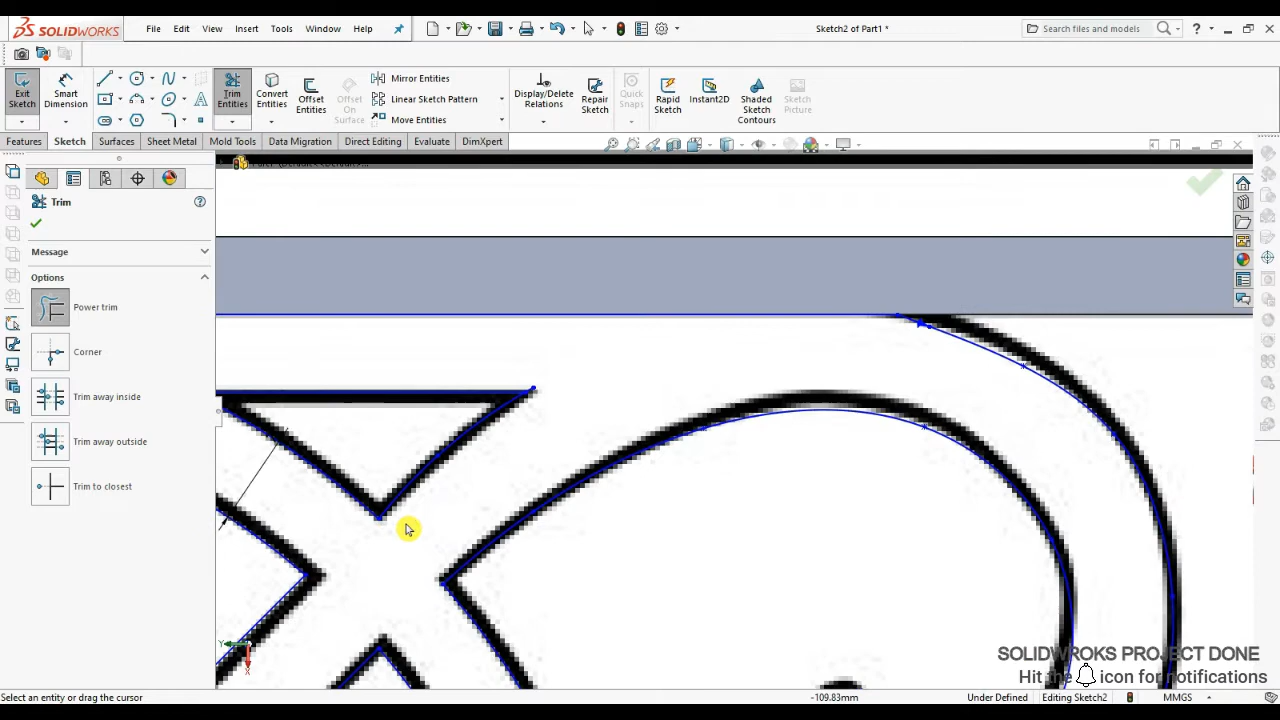 SOLIDWORKS
File Edit View Insert Tools Window Help
Sketch2 of Part1 *
Search files and models
Exit Sketch
Smart Dimension
Trim Entities
Convert Entities
Offset Entities
Offset On Surface
Mirror Entities
Linear Sketch Pattern
Move Entities
Display/Delete Relations
Repair Sketch
Quick Snaps
Rapid Sketch
Instant2D
Shaded Sketch Contours
Sketch Picture
Features Sketch Surfaces Sheet Metal Mold Tools Data Migration Direct Editing Evaluate DimXpert
Trim
Message
Options
Power trim
Corner
Trim away inside
Trim away outside
Trim to closest
Y
X
SOLIDWROKS PROJECT DONE
Hit the icon for notifications
Select an entity or drag the cursor
-109.83mm
Under Defined
Editing Sketch2
MMGS